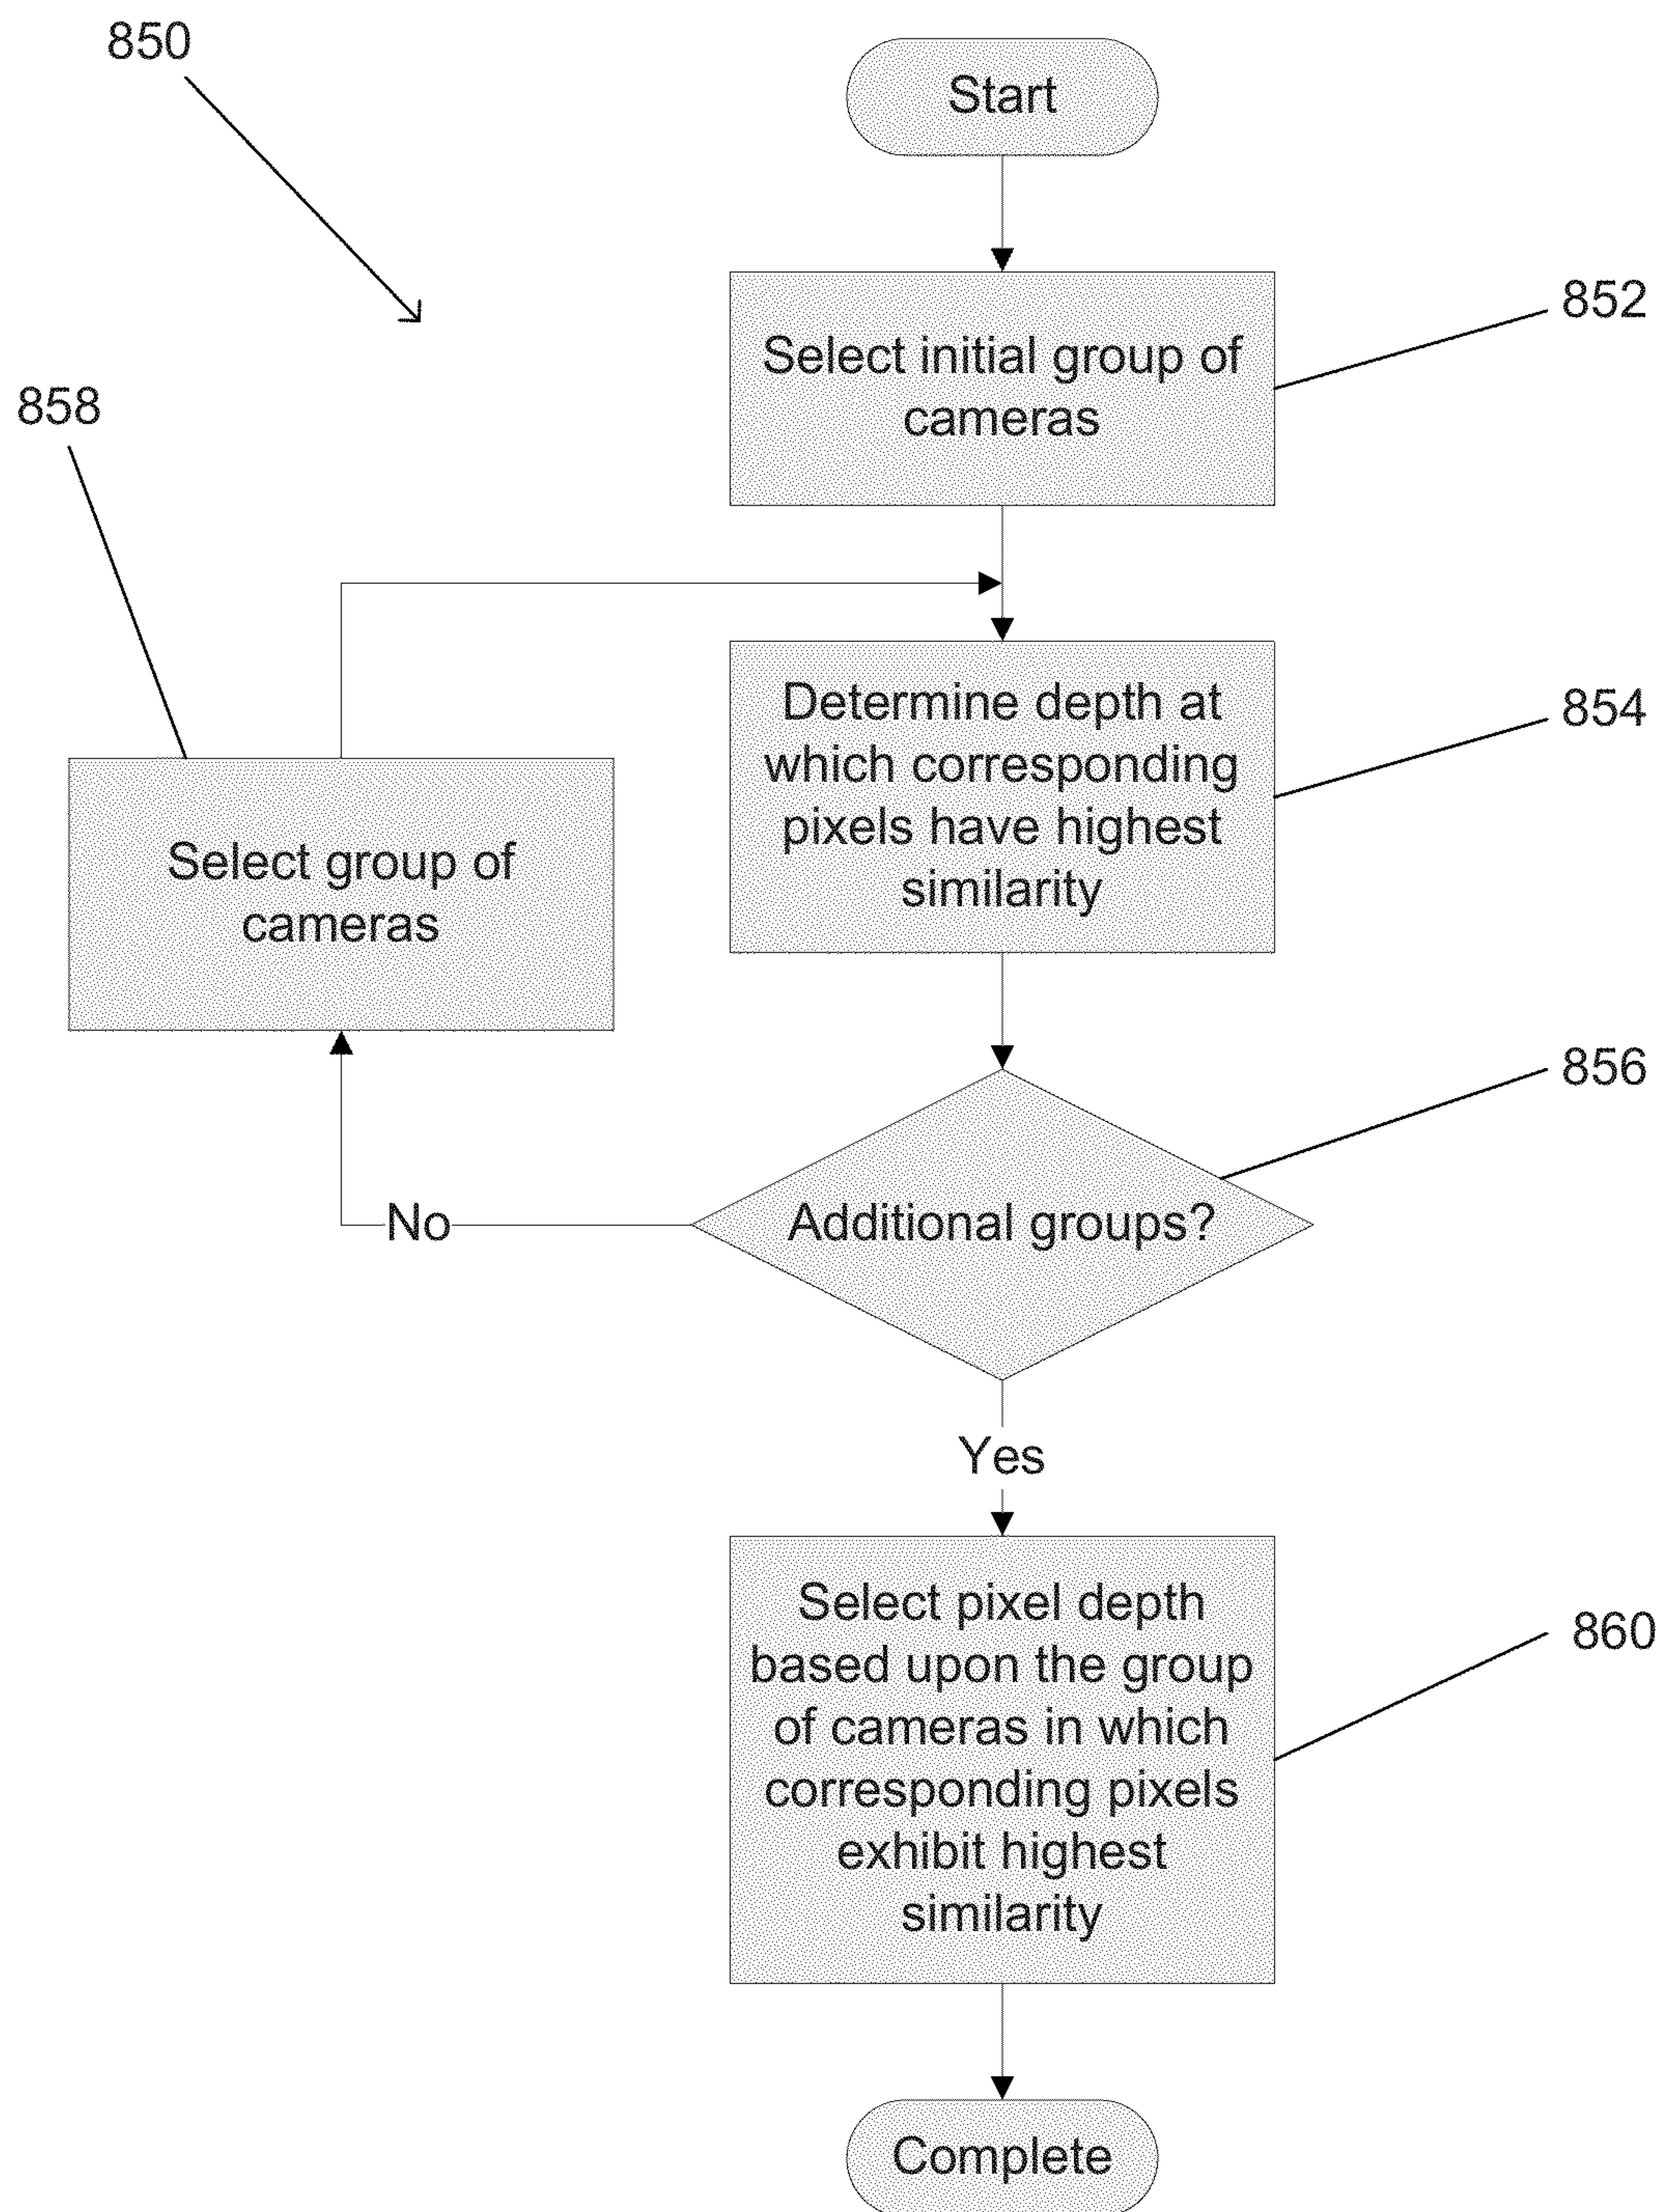 850
Start
852
Select initial group of
cameras
858
Determine depth at
which corresponding
pixels have highest
similarity
854
Select group of
cameras
856
Additional groups?
No
Yes
Select pixel depth
based upon the group
of cameras in which
corresponding pixels
exhibit highest
similarity
860
Complete